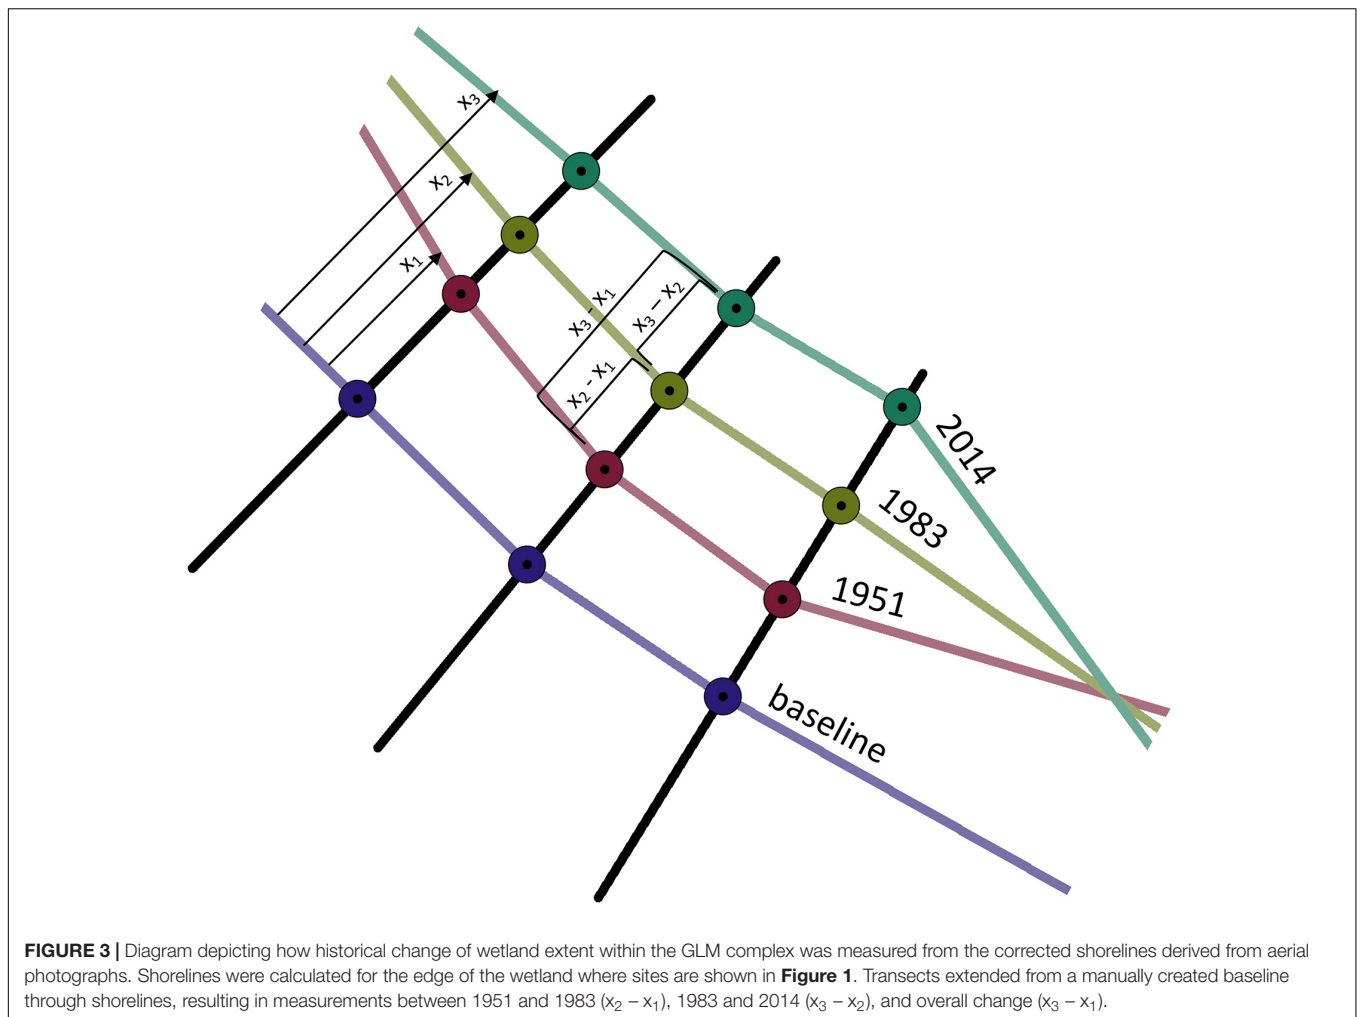 x₃
x₂
x₁
x₃ - x₁
x₃ – x₂
x₂ - x₁
2014
1983
1951
baseline
FIGURE 3 | Diagram depicting how historical change of wetland extent within the GLM complex was measured from the corrected shorelines derived from aerial
photographs. Shorelines were calculated for the edge of the wetland where sites are shown in Figure 1. Transects extended from a manually created baseline
through shorelines, resulting in measurements between 1951 and 1983 (x₂ – x₁), 1983 and 2014 (x₃ – x₂), and overall change (x₃ – x₁).